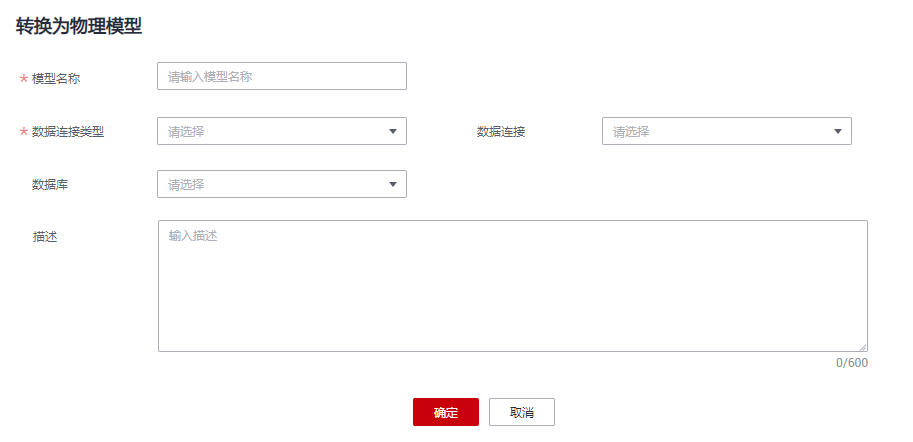 转换为物理模型
* 模型名称 请输入模型名称
* 数据连接类型 请选择 数据连接 请选择
数据库 请选择
描述 输入描述
0/600
确定 取消